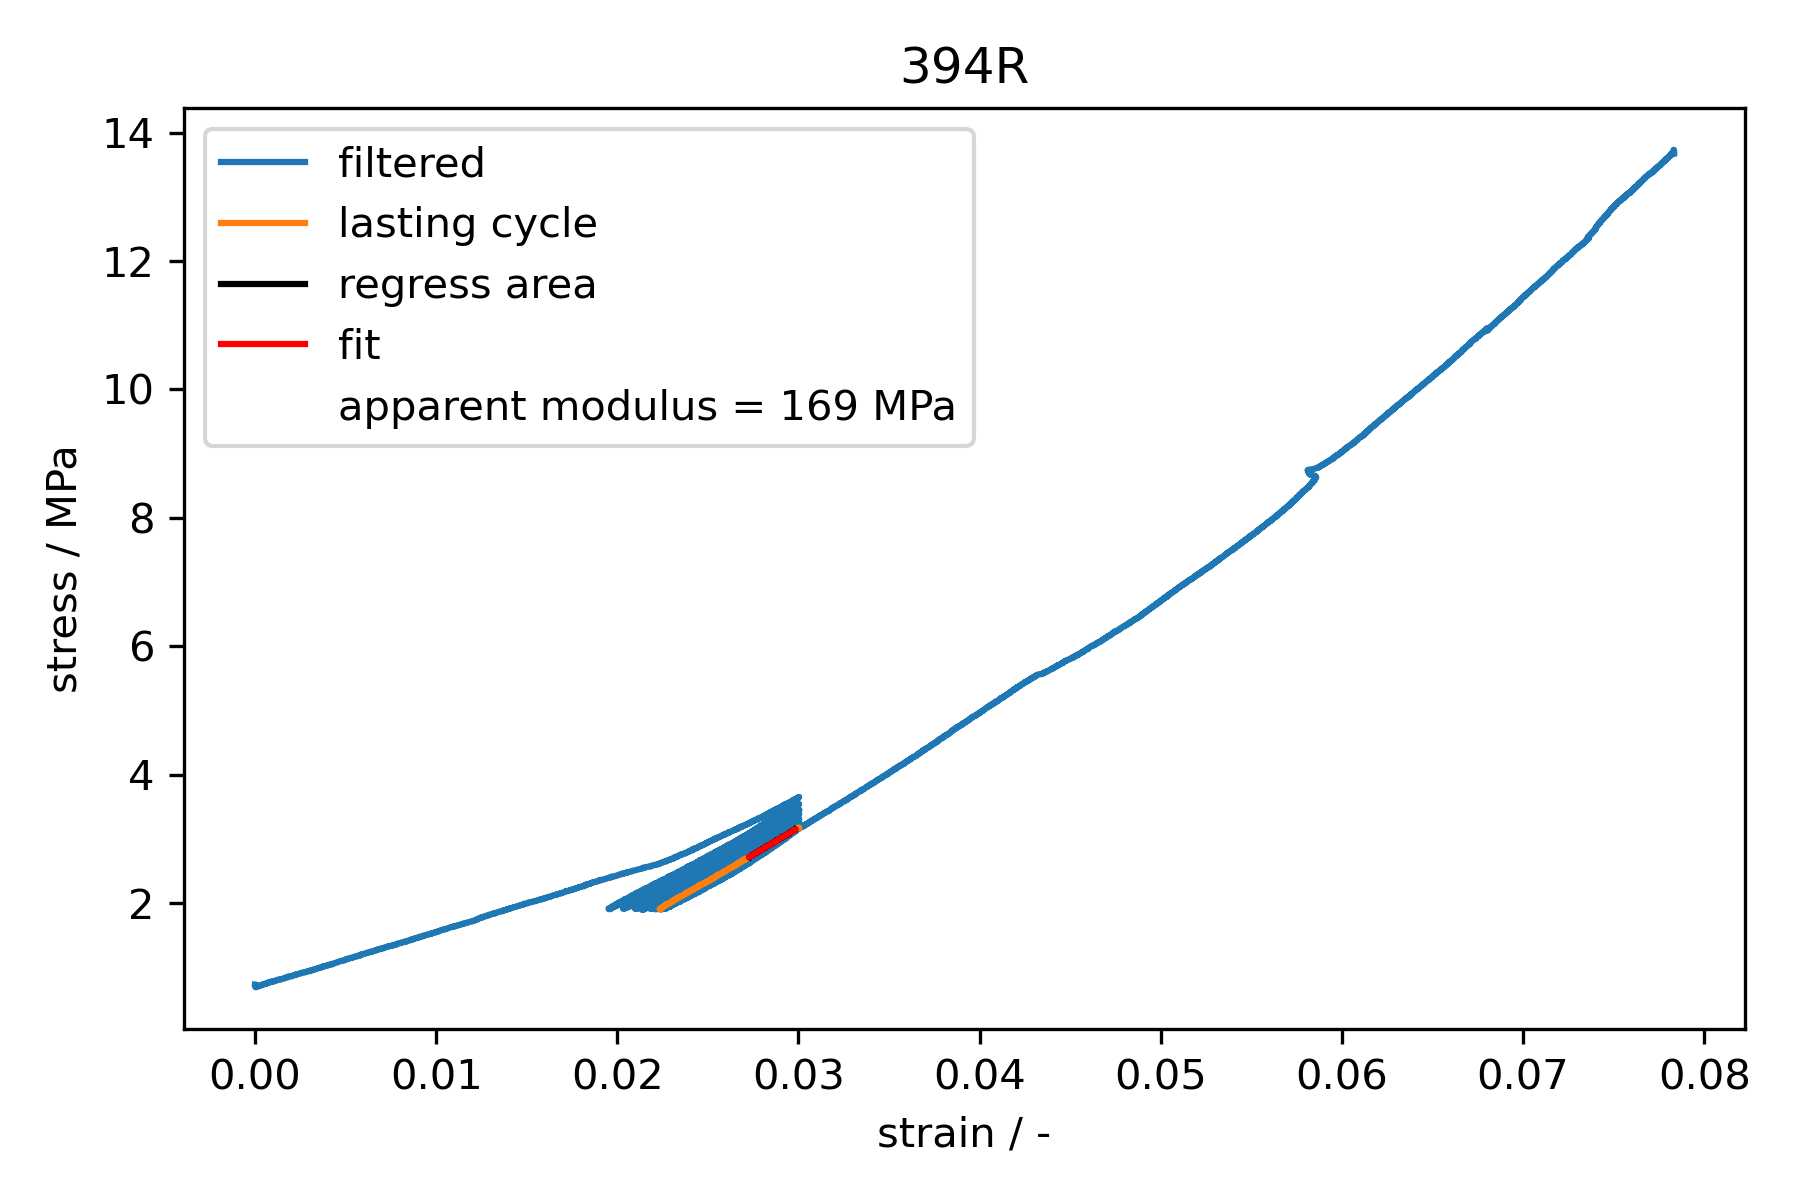 394R
14
12
10
8
6
4
2
stress / MPa
filtered
lasting cycle
regress area
fit
apparent modulus = 169 MPa
0.00 0.01 0.02 0.03 0.04 0.05 0.06 0.07 0.08
strain / -